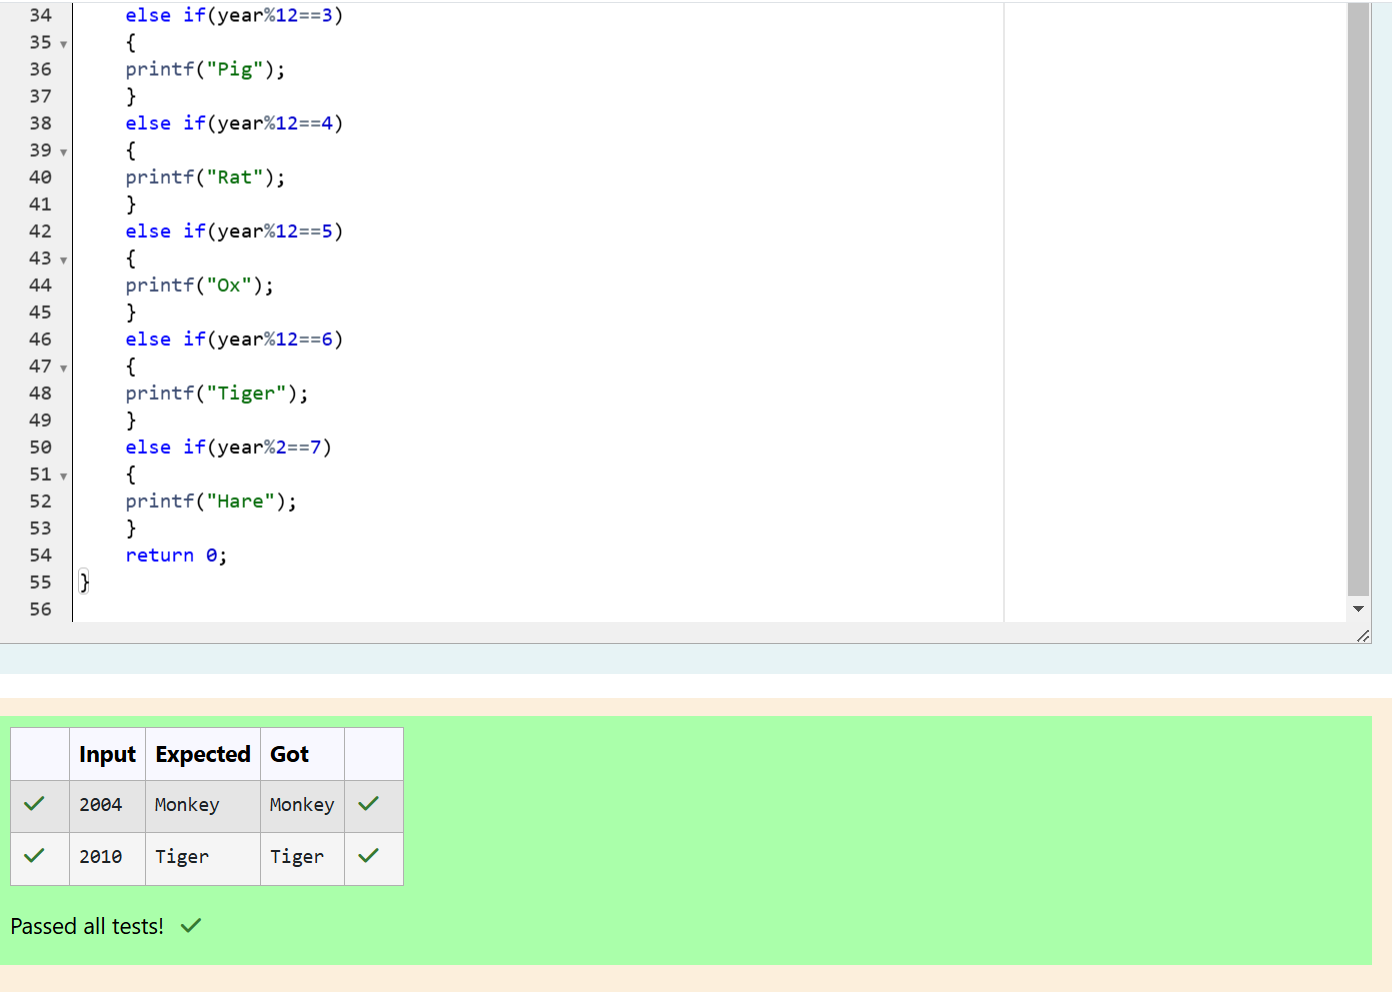 34 else if(year%12==3)
35 {
36 printf("Pig");
37 }
38 else if(year%12==4)
39 {
40 printf("Rat");
41 }
42 else if(year%12==5)
43 {
44 printf("Ox");
45 }
46 else if(year%12==6)
47 {
48 printf("Tiger");
49 }
50 else if(year%2==7)
51 {
52 printf("Hare");
53 }
54 return 0;
55 }
56
Input Expected Got
2004 Monkey Monkey
2010 Tiger Tiger
Passed all tests!